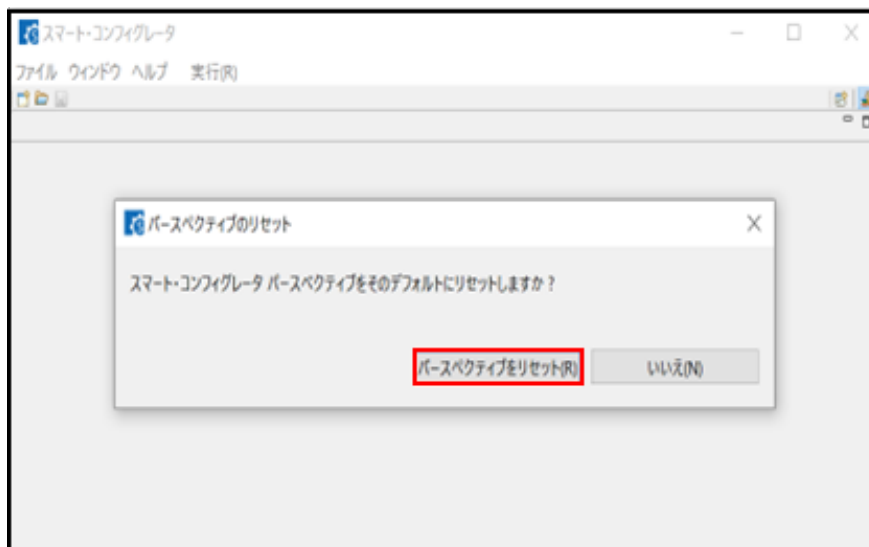 スマート・コンフィグレータ
ファイル ウィンドウ ヘルプ 実行(R)
パースペクティブのリセット
スマート・コンフィグレータ パースペクティブをそのデフォルトにリセットしますか？
パースペクティブをリセット(R) いいえ(N)